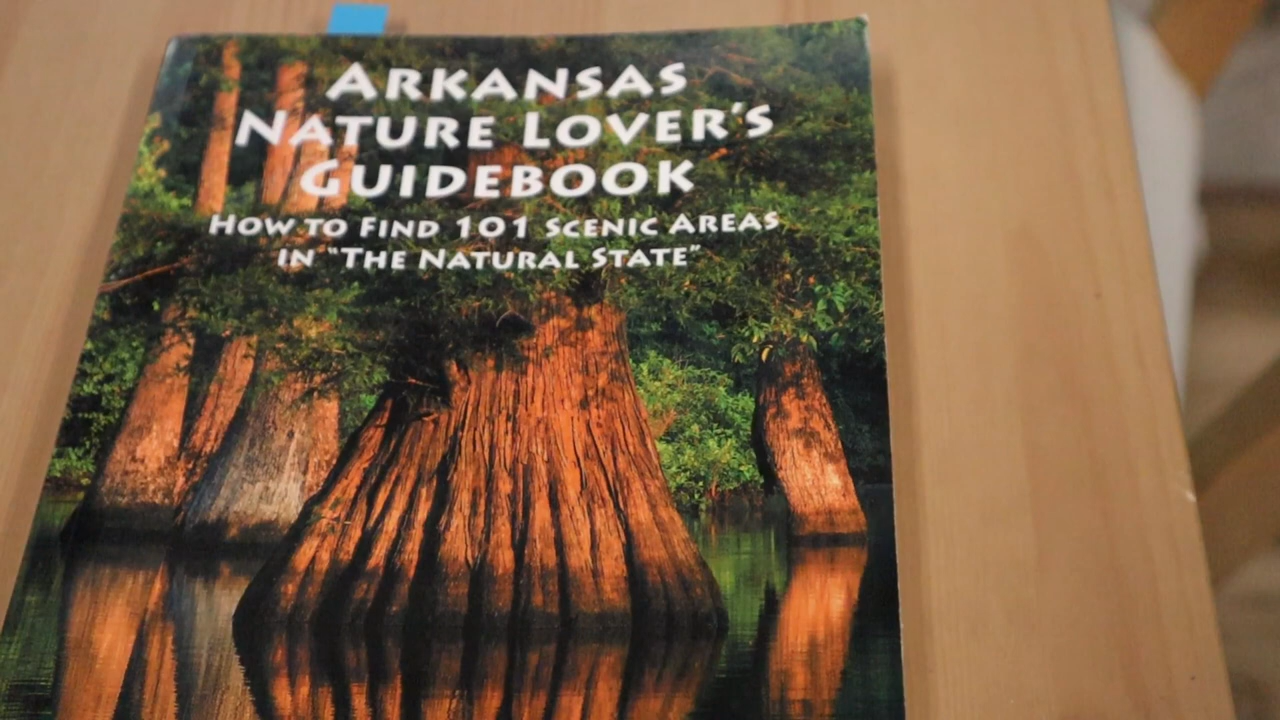 ARKANSAS
NATURE LOVER'S
GUIDEBOOK
HOW TO FIND 101 SCENIC AREAS
IN "THE NATURAL STATE"